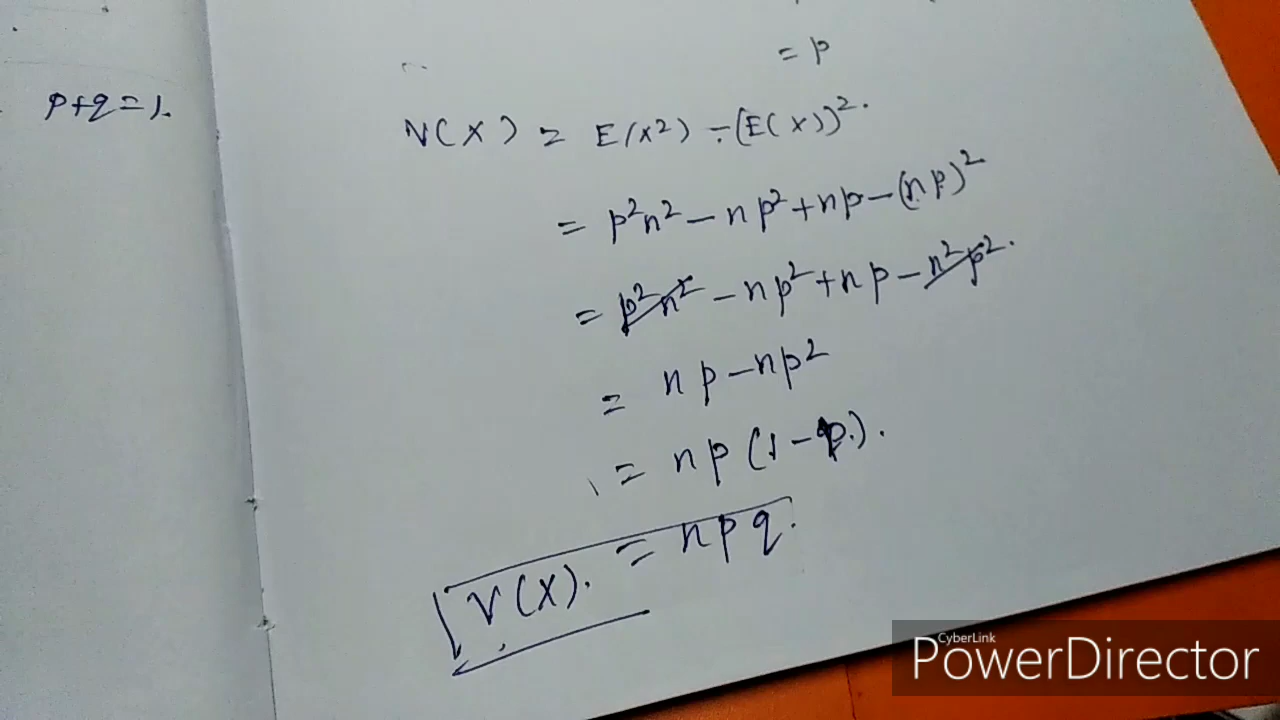 = p
p+q=1.
V(X) = E(x²) - (E(X))².
= p²n² - np² + np - (np)²
= p²n² - np² + np - n²p².
= np - np²
= np(1-p).
V(X). = npq.
CyberLink
PowerDirector